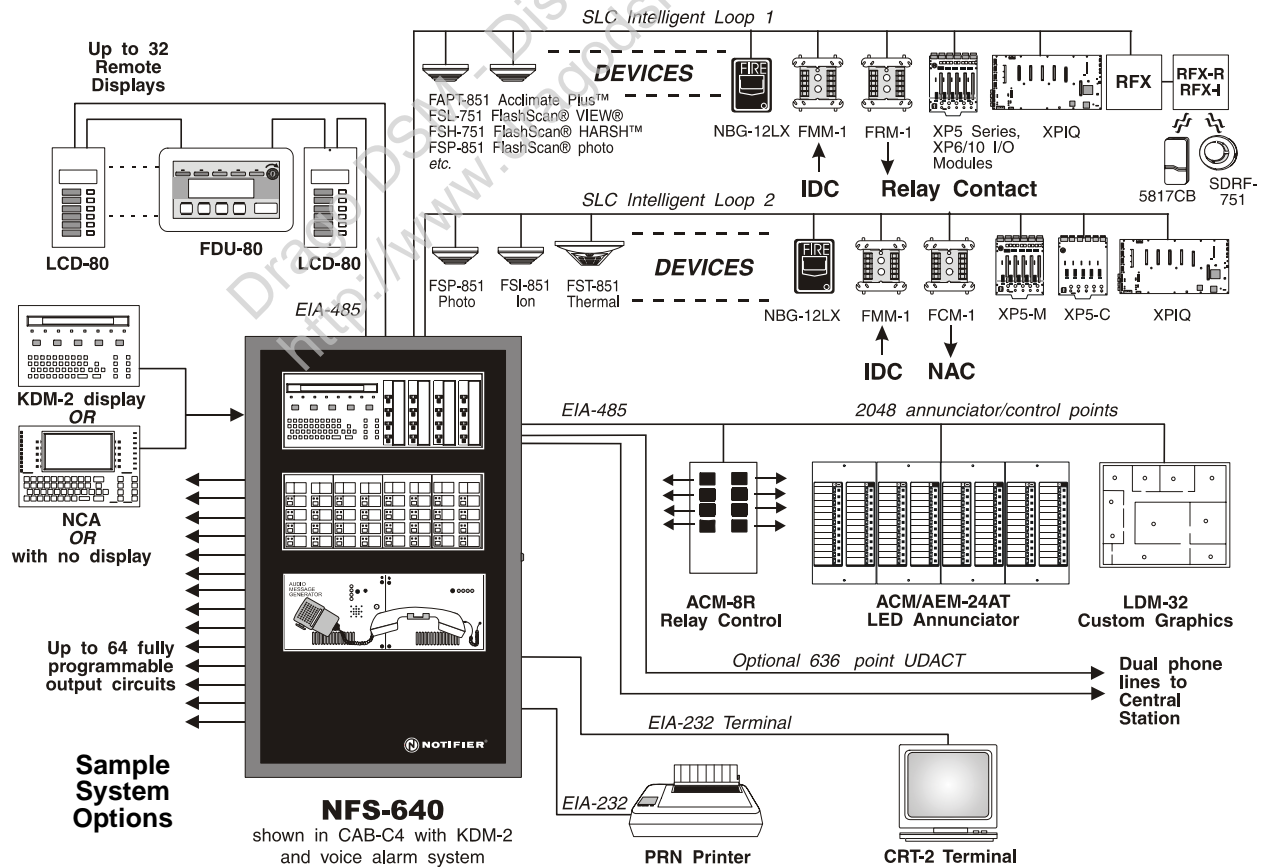 SLC Intelligent Loop 1
Up to 32
Remote
Displays
DEVICES
FAPT-851 Acclimate Plus™
FSL-751 FlashScan® VIEW®
FSH-751 FlashScan® HARSH™
FSP-851 FlashScan® photo
etc.
FIRE
NBG-12LX
FMM-1
FRM-1
XP5 Series,
XP6/10 I/O
Modules
XPIQ
RFX
RFX-R
RFX-I
5817CB
SDRF-
751
IDC
Relay Contact
LCD-80
FDU-80
LCD-80
SLC Intelligent Loop 2
FSP-851
Photo
FSI-851
Ion
FST-851
Thermal
DEVICES
FIRE
NBG-12LX
FMM-1
FCM-1
XP5-M
XP5-C
XPIQ
IDC
NAC
EIA-485
KDM-2 display
OR
NCA
OR
with no display
Up to 64 fully
programmable
output circuits
AUDIO
MESSAGE
GENERATOR
NOTIFIER®
EIA-485
2048 annunciator/control points
ACM-8R
Relay Control
ACM/AEM-24AT
LED Annunciator
LDM-32
Custom Graphics
Optional 636 point UDACT
Dual phone
lines to
Central
Station
EIA-232 Terminal
EIA-232
Sample
System
Options
NFS-640
shown in CAB-C4 with KDM-2
and voice alarm system
PRN Printer
CRT-2 Terminal
Drago DSM - Dis
http://www.dragods